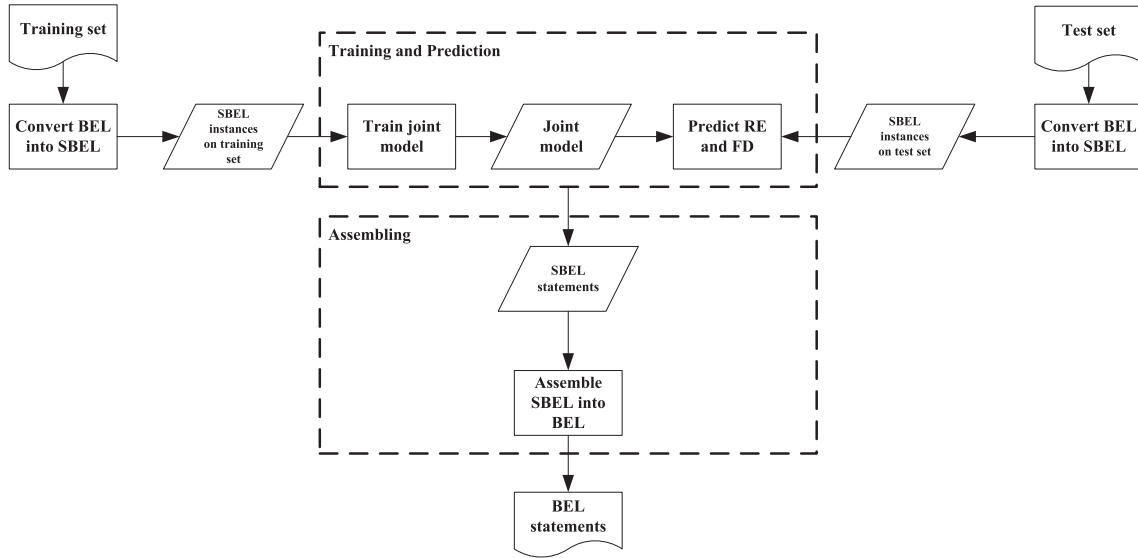 Training set
Convert BEL
into SBEL
SBEL
instances
on training
set
Training and Prediction
Train joint
model
Joint
model
Predict RE
and FD
SBEL
instances
on test set
Test set
Convert BEL
into SBEL
Assembling
SBEL
statements
Assemble
SBEL into
BEL
BEL
statements